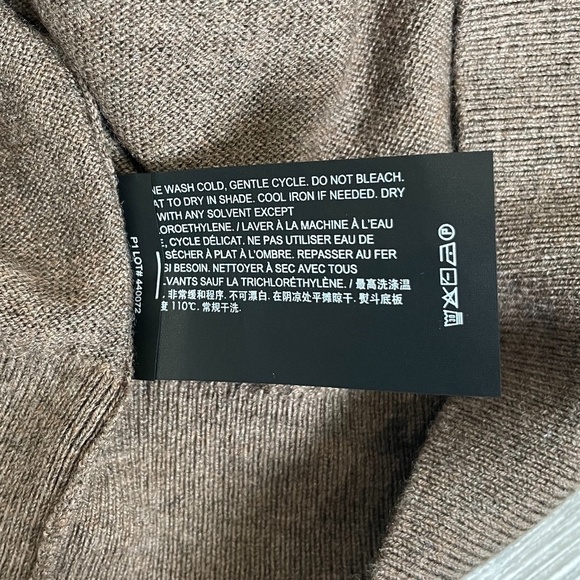 NE WASH COLD, GENTLE CYCLE. DO NOT BLEACH.
AT TO DRY IN SHADE. COOL IRON IF NEEDED. DRY
WITH ANY SOLVENT EXCEPT
LOROETHYLENE. / LAVER À LA MACHINE À L'EAU
E, CYCLE DÉLICAT. NE PAS UTILISER EAU DE
SÉCHER À PLAT À L'OMBRE. REPASSER AU FER
SI BESOIN. NETTOYER À SEC AVEC TOUS
LVANTS SAUF LA TRICHLORÉTHYLÈNE. / 最高洗涤温
. 非常缓和程序. 不可漂白. 在阴凉处平摊晾干. 熨斗底板
度 110℃. 常规干洗.
P1 LOT# 440072